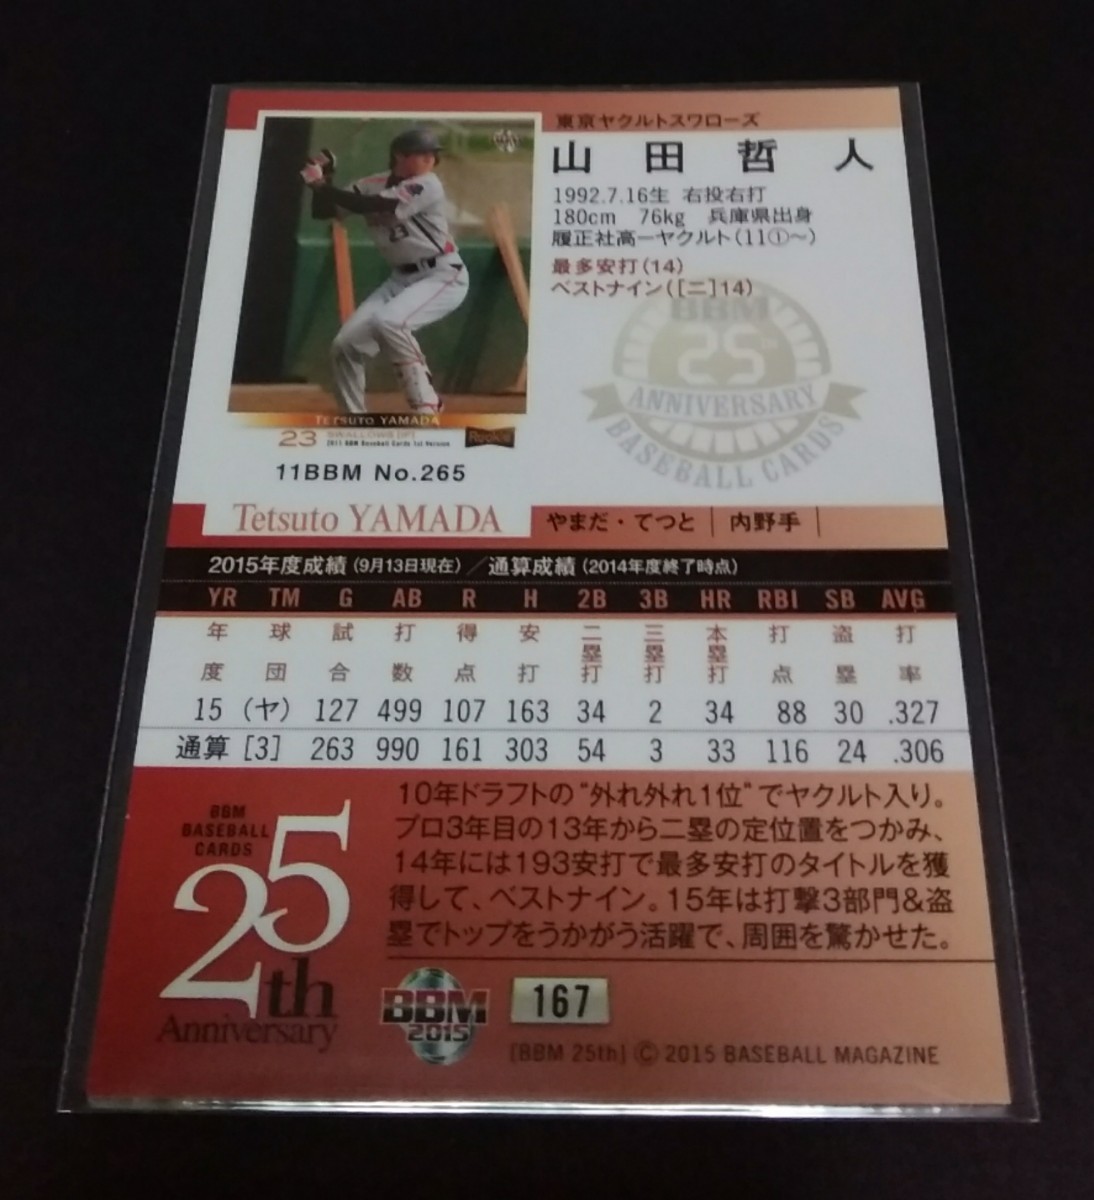 東京ヤクルトスワローズ
山田哲人
1992.7.16生 右投右打
180cm 76kg 兵庫県出身
履正社高ーヤクルト(11①〜)
最多安打(14)
ベストナイン([二]14)
BBM
25th
ANNIVERSARY
BASEBALL CARDS
23
TETSUTO YAMADA
23 SWALLOWS [IF]
2011 BBM Baseball Cards 1st Version
Rookie
11BBM No.265
Tetsuto YAMADA
やまだ・てつと | 内野手 |
2015年度成績(9月13日現在)/通算成績(2014年度終了時点)
YR TM G AB R H 2B 3B HR RBI SB AVG
年度 球団 試合 打数 得点 安打 二塁打 三塁打 本塁打 打点 盗塁 打率
15 (ヤ) 127 499 107 163 34 2 34 88 30 .327
通算 [3] 263 990 161 303 54 3 33 116 24 .306
10年ドラフトの"外れ外れ1位"でヤクルト入り。
プロ3年目の13年から二塁の定位置をつかみ、
14年には193安打で最多安打のタイトルを獲
得して、ベストナイン。15年は打撃3部門&盗
塁でトップをうかがう活躍で、周囲を驚かせた。
BBM
BASEBALL
CARDS
25th
Anniversary
BBM
2015
167
[BBM 25th] © 2015 BASEBALL MAGAZINE